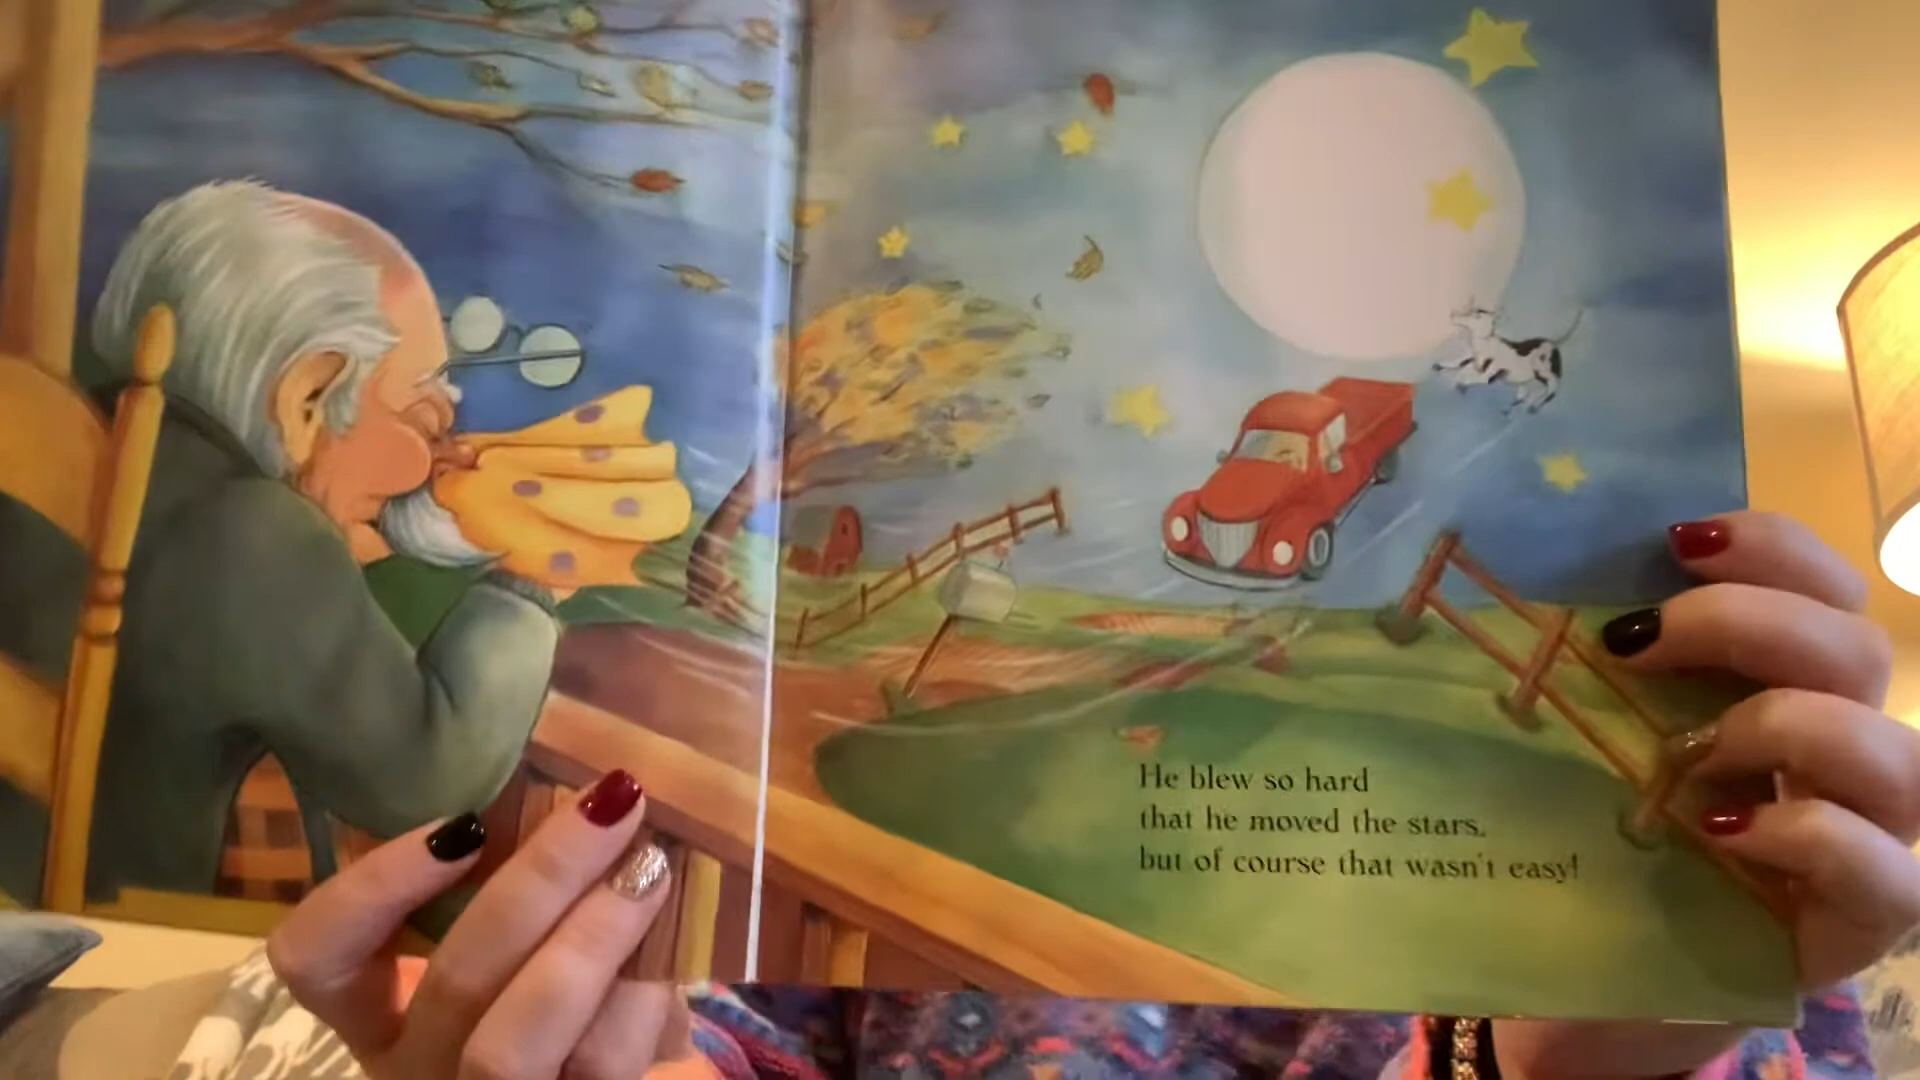 He blew so hard
that he moved the stars,
but of course that wasn't easy!